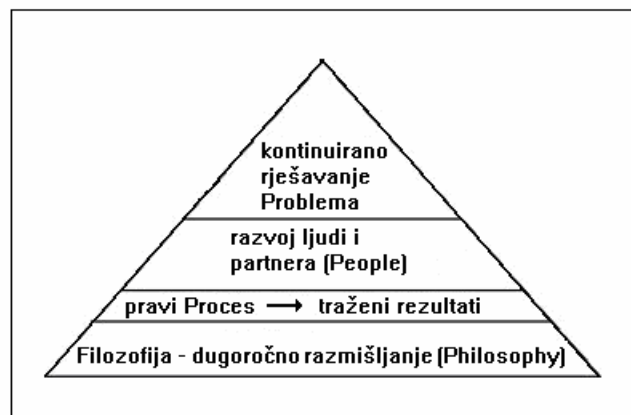 kontinuirano
rješavanje
Problema
razvoj ljudi i
partnera (People)
pravi Proces → traženi rezultati
Filozofija - dugoročno razmišljanje (Philosophy)